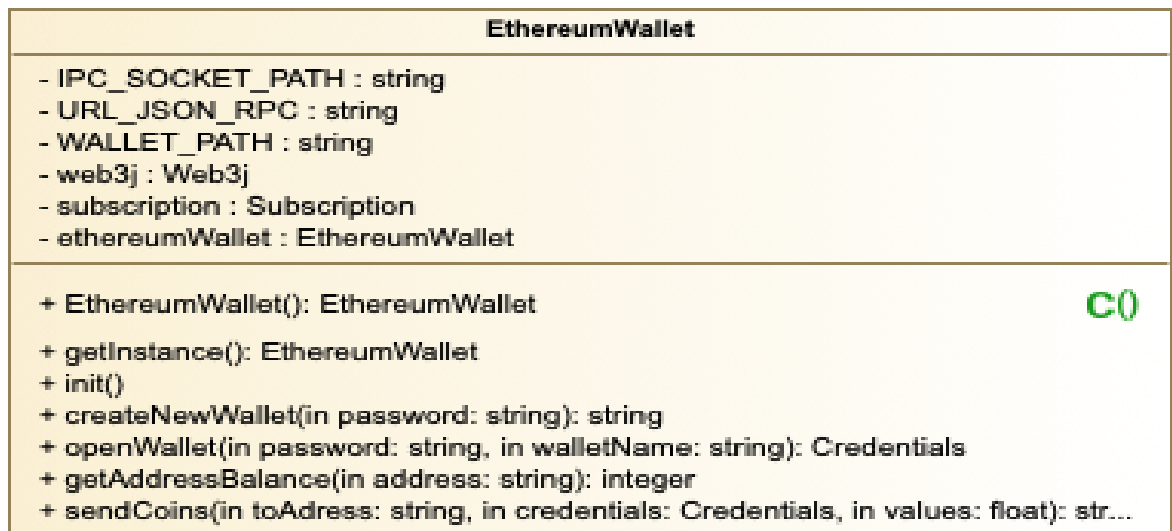 EthereumWallet
- IPC_SOCKET_PATH : string
- URL_JSON_RPC : string
- WALLET_PATH : string
- web3j : Web3j
- subscription : Subscription
- ethereumWallet : EthereumWallet
+ EthereumWallet(): EthereumWallet C()
+ getInstance(): EthereumWallet
+ init()
+ createNewWallet(in password: string): string
+ openWallet(in password: string, in walletName: string): Credentials
+ getAddressBalance(in address: string): integer
+ sendCoins(in toAdress: string, in credentials: Credentials, in values: float): str...